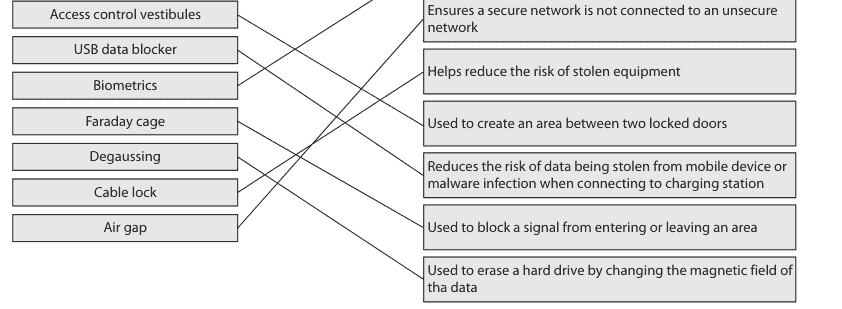 Access control vestibules
USB data blocker
Biometrics
Faraday cage
Degaussing
Cable lock
Air gap
Ensures a secure network is not connected to an unsecure
network
Helps reduce the risk of stolen equipment
Used to create an area between two locked doors
Reduces the risk of data being stolen from mobile device or
malware infection when connecting to charging station
Used to block a signal from entering or leaving an area
Used to erase a hard drive by changing the magnetic field of
tha data